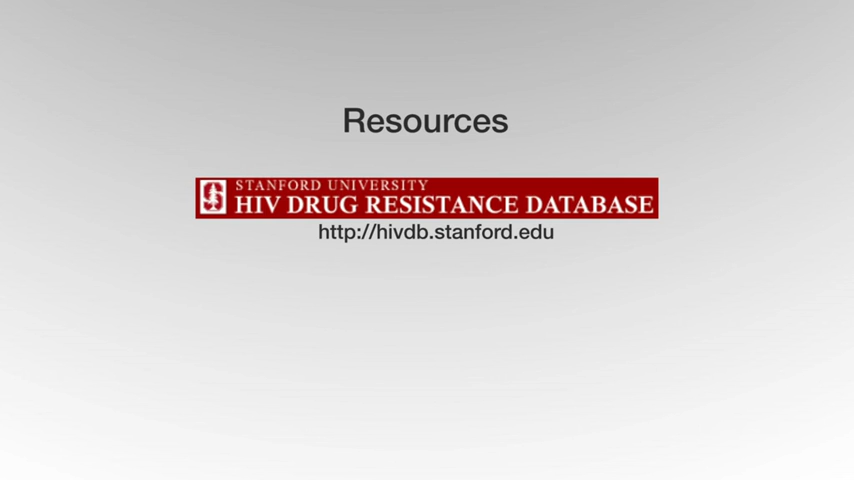 Resources
STANFORD UNIVERSITY
HIV DRUG RESISTANCE DATABASE
http://hivdb.stanford.edu